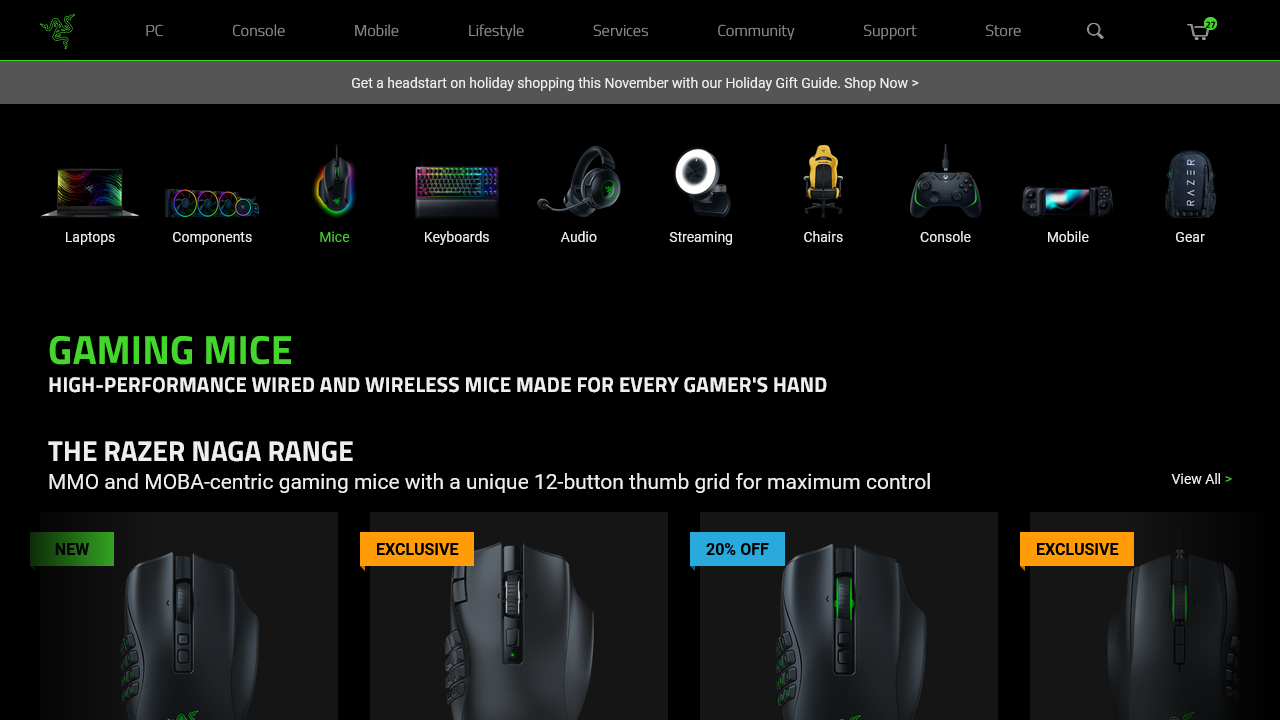 PC
Console
Mobile
Lifestyle
Services
Community
Support
Store
27
Get a headstart on holiday shopping this November with our Holiday Gift Guide. Shop Now >
Laptops
Components
Mice
Keyboards
Audio
Streaming
Chairs
Console
Mobile
RAZER
Gear
GAMING MICE
HIGH-PERFORMANCE WIRED AND WIRELESS MICE MADE FOR EVERY GAMER'S HAND
THE RAZER NAGA RANGE
MMO and MOBA-centric gaming mice with a unique 12-button thumb grid for maximum control
View All >
NEW
EXCLUSIVE
20% OFF
EXCLUSIVE